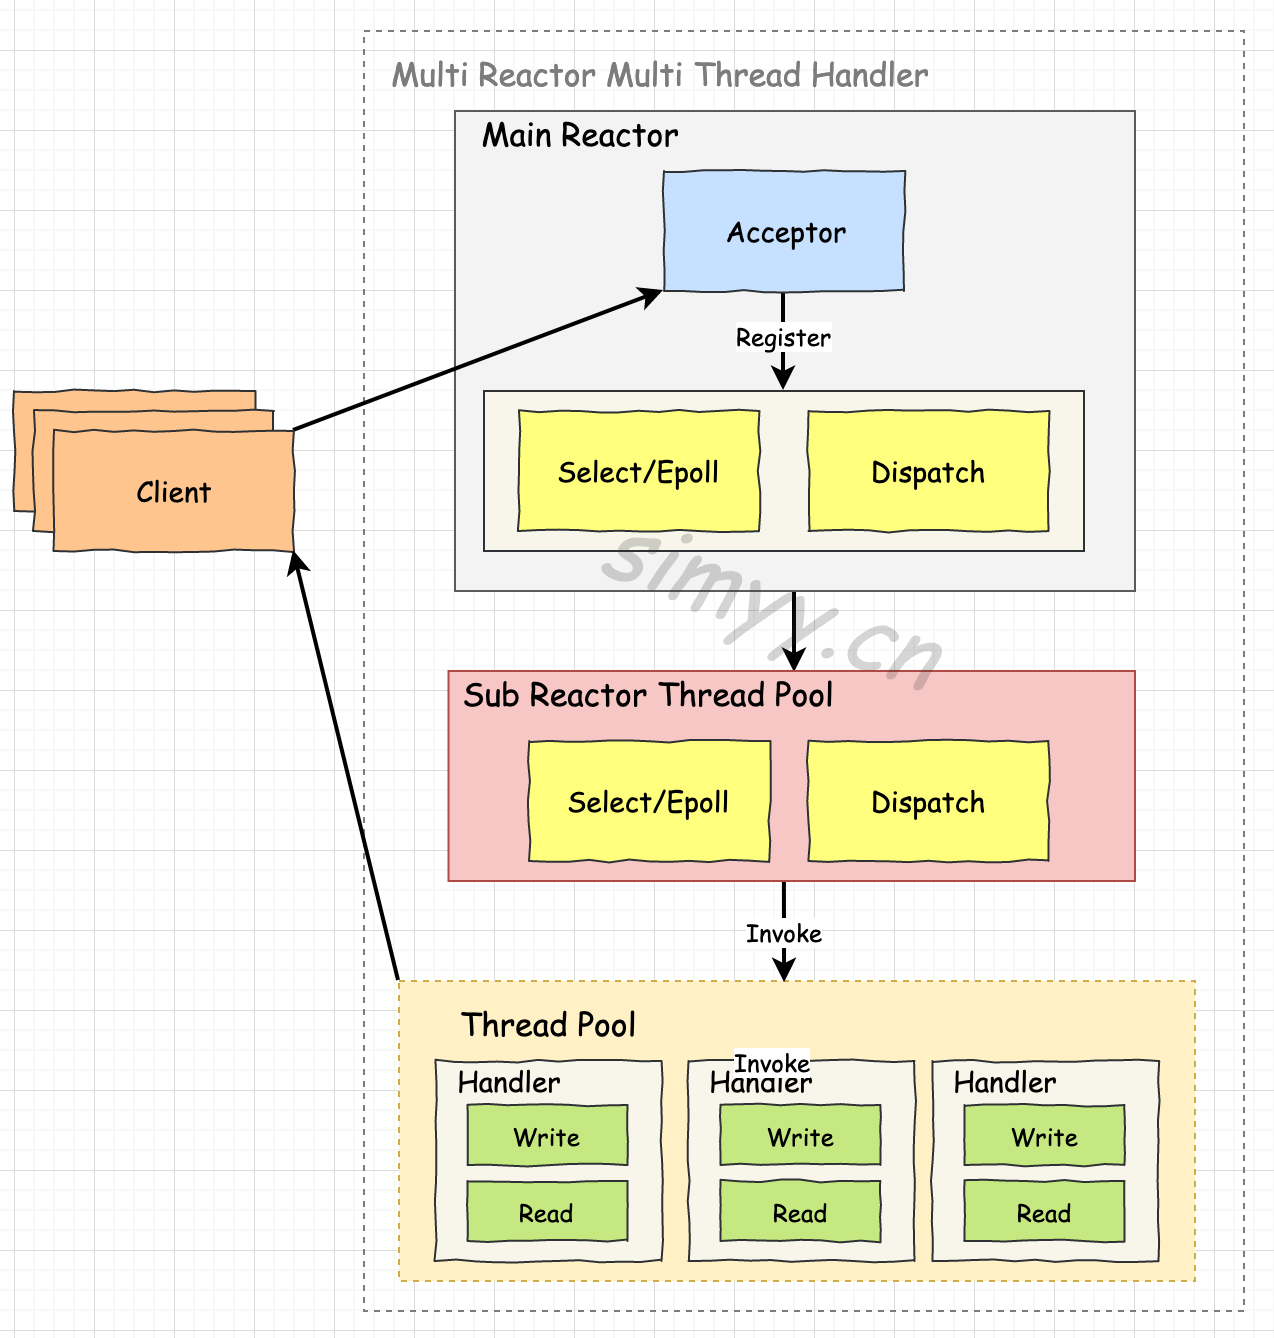 Multi Reactor Multi Thread Handler
Main Reactor
Acceptor
Register
Select/Epoll
Dispatch
Client
simyy.cn
Sub Reactor Thread Pool
Select/Epoll
Dispatch
Invoke
Thread Pool
Invoke
Handler
Handler
Handler
Write
Write
Write
Read
Read
Read